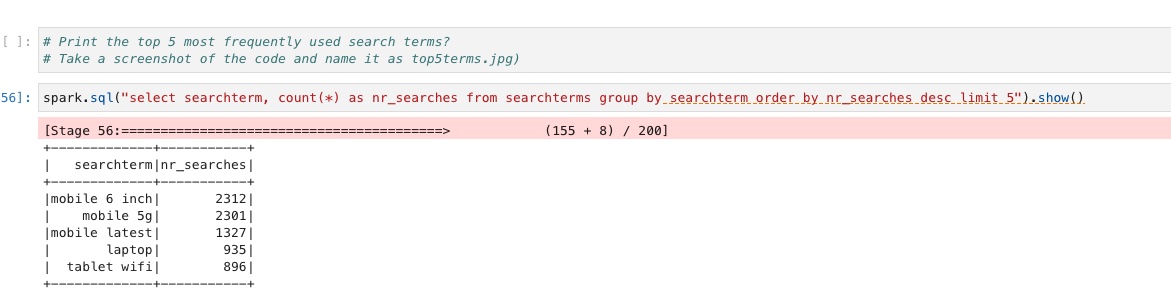 [ ]:
# Print the top 5 most frequently used search terms?
# Take a screenshot of the code and name it as top5terms.jpg)
56]:
spark.sql("select searchterm, count(*) as nr_searches from searchterms group by searchterm order by nr_searches desc limit 5").show()
[Stage 56:=========================================>            (155 + 8) / 200]
+-------------+-----------+
|   searchterm|nr_searches|
+-------------+-----------+
|mobile 6 inch|       2312|
|    mobile 5g|       2301|
|mobile latest|       1327|
|       laptop|        935|
|  tablet wifi|        896|
+-------------+-----------+